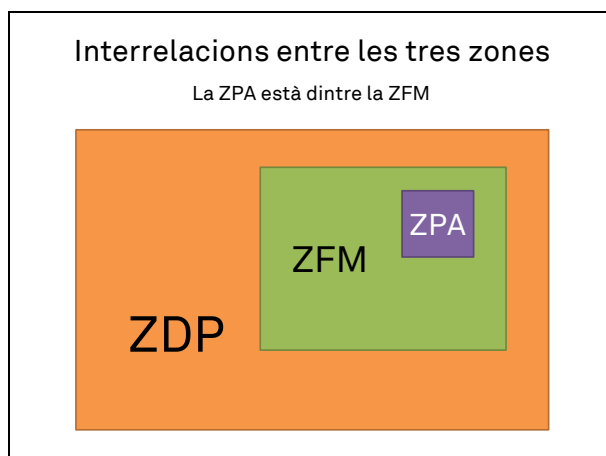 Interrelacions entre les tres zones
La ZPA està dintre la ZFM
ZPA
ZFM
ZDP